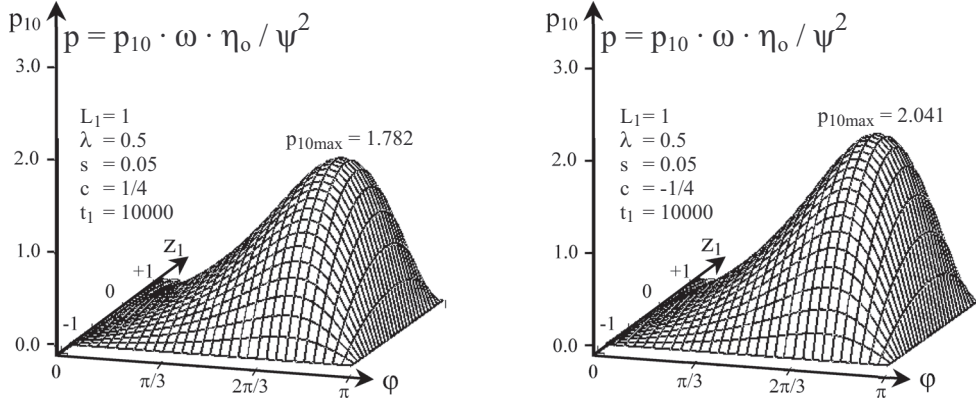 p10
p = p10 · ω · ηo / ψ²
3.0
L1= 1
λ = 0.5
s = 0.05
c = 1/4
t1 = 10000
p10max = 1.782
2.0
1.0
z1
+1
0
-1
0.0
0
π/3
2π/3
π
φ
p10
p = p10 · ω · ηo / ψ²
3.0
L1= 1
λ = 0.5
s = 0.05
c = -1/4
t1 = 10000
p10max = 2.041
2.0
1.0
z1
+1
0
-1
0.0
0
π/3
2π/3
π
φ